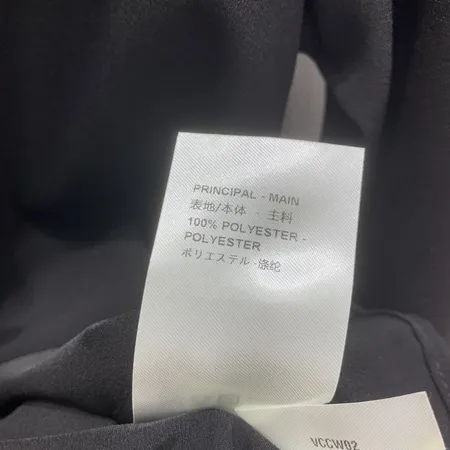 PRINCIPAL - MAIN
表地/本体 - 主料
100% POLYESTER -
POLYESTER
ポリエステル -涤纶
VCCW02